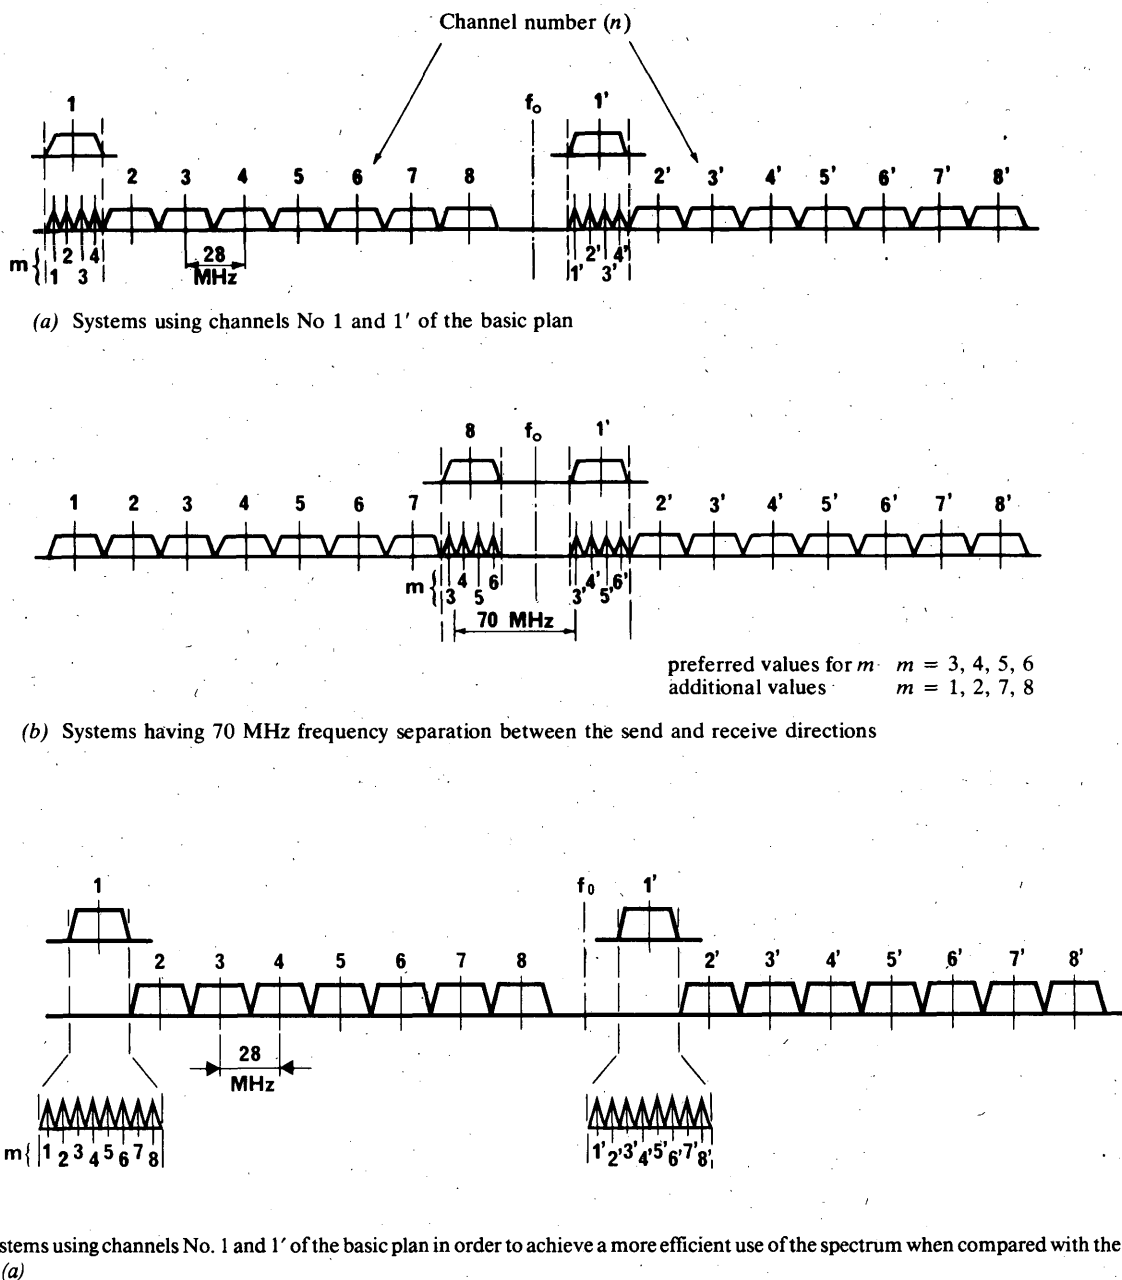 Channel number (n)
1 fo 1'
2 3 4 5 6 7 8 2' 3' 4' 5' 6' 7' 8'
m { 1 2 3 4 28 MHz 1' 2' 3' 4'
(a) Systems using channels No 1 and 1' of the basic plan
8 fo 1'
1 2 3 4 5 6 7 2' 3' 4' 5' 6' 7' 8'
m { 3 4 5 6 3' 4' 5' 6'
70 MHz
preferred values for m m = 3, 4, 5, 6
additional values m = 1, 2, 7, 8
(b) Systems having 70 MHz frequency separation between the send and receive directions
1 f0 1'
2 3 4 5 6 7 8 2' 3' 4' 5' 6' 7' 8'
28
MHz
m{ 1 2 3 4 5 6 7 8 1' 2' 3' 4' 5' 6' 7' 8'
stems using channels No. 1 and 1' of the basic plan in order to achieve a more efficient use of the spectrum when compared with the
(a)